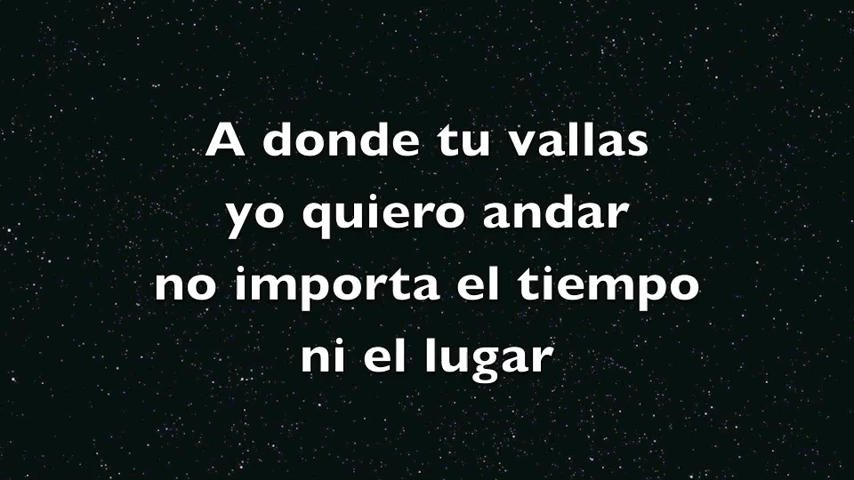 A donde tu vallas
yo quiero andar
no importa el tiempo
ni el lugar